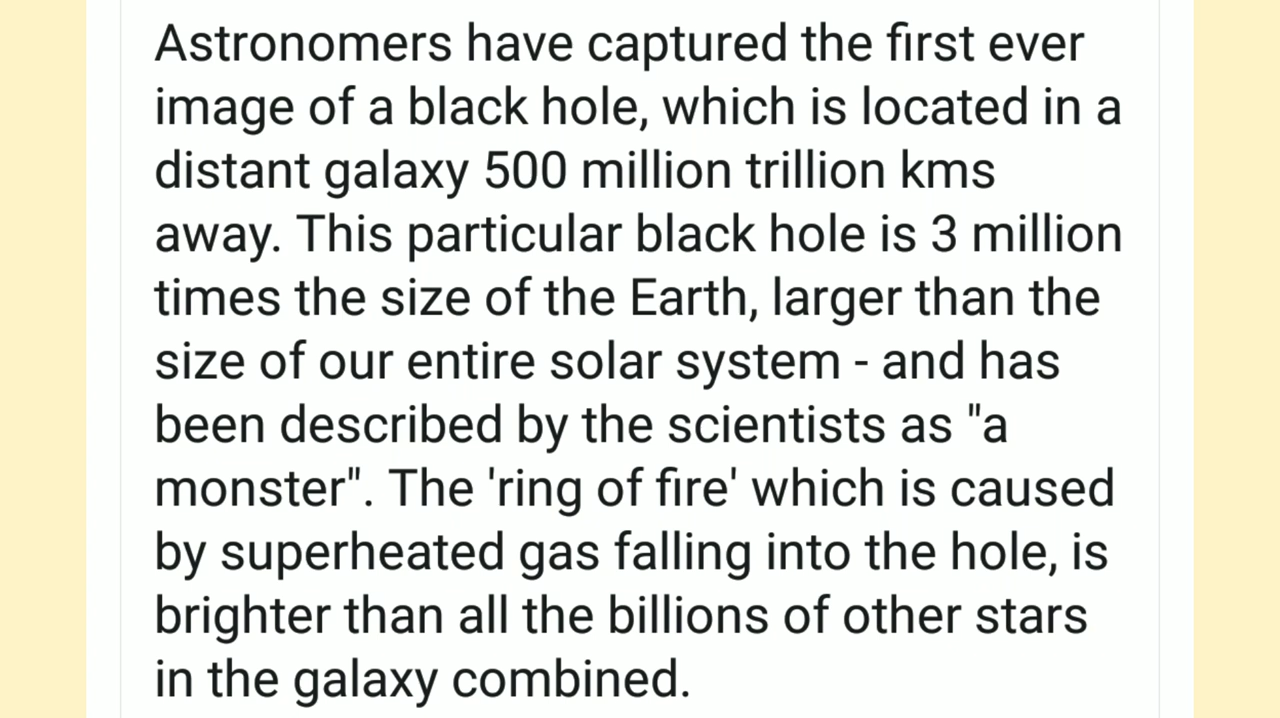 Astronomers have captured the first ever
image of a black hole, which is located in a
distant galaxy 500 million trillion kms
away. This particular black hole is 3 million
times the size of the Earth, larger than the
size of our entire solar system - and has
been described by the scientists as "a
monster". The 'ring of fire' which is caused
by superheated gas falling into the hole, is
brighter than all the billions of other stars
in the galaxy combined.